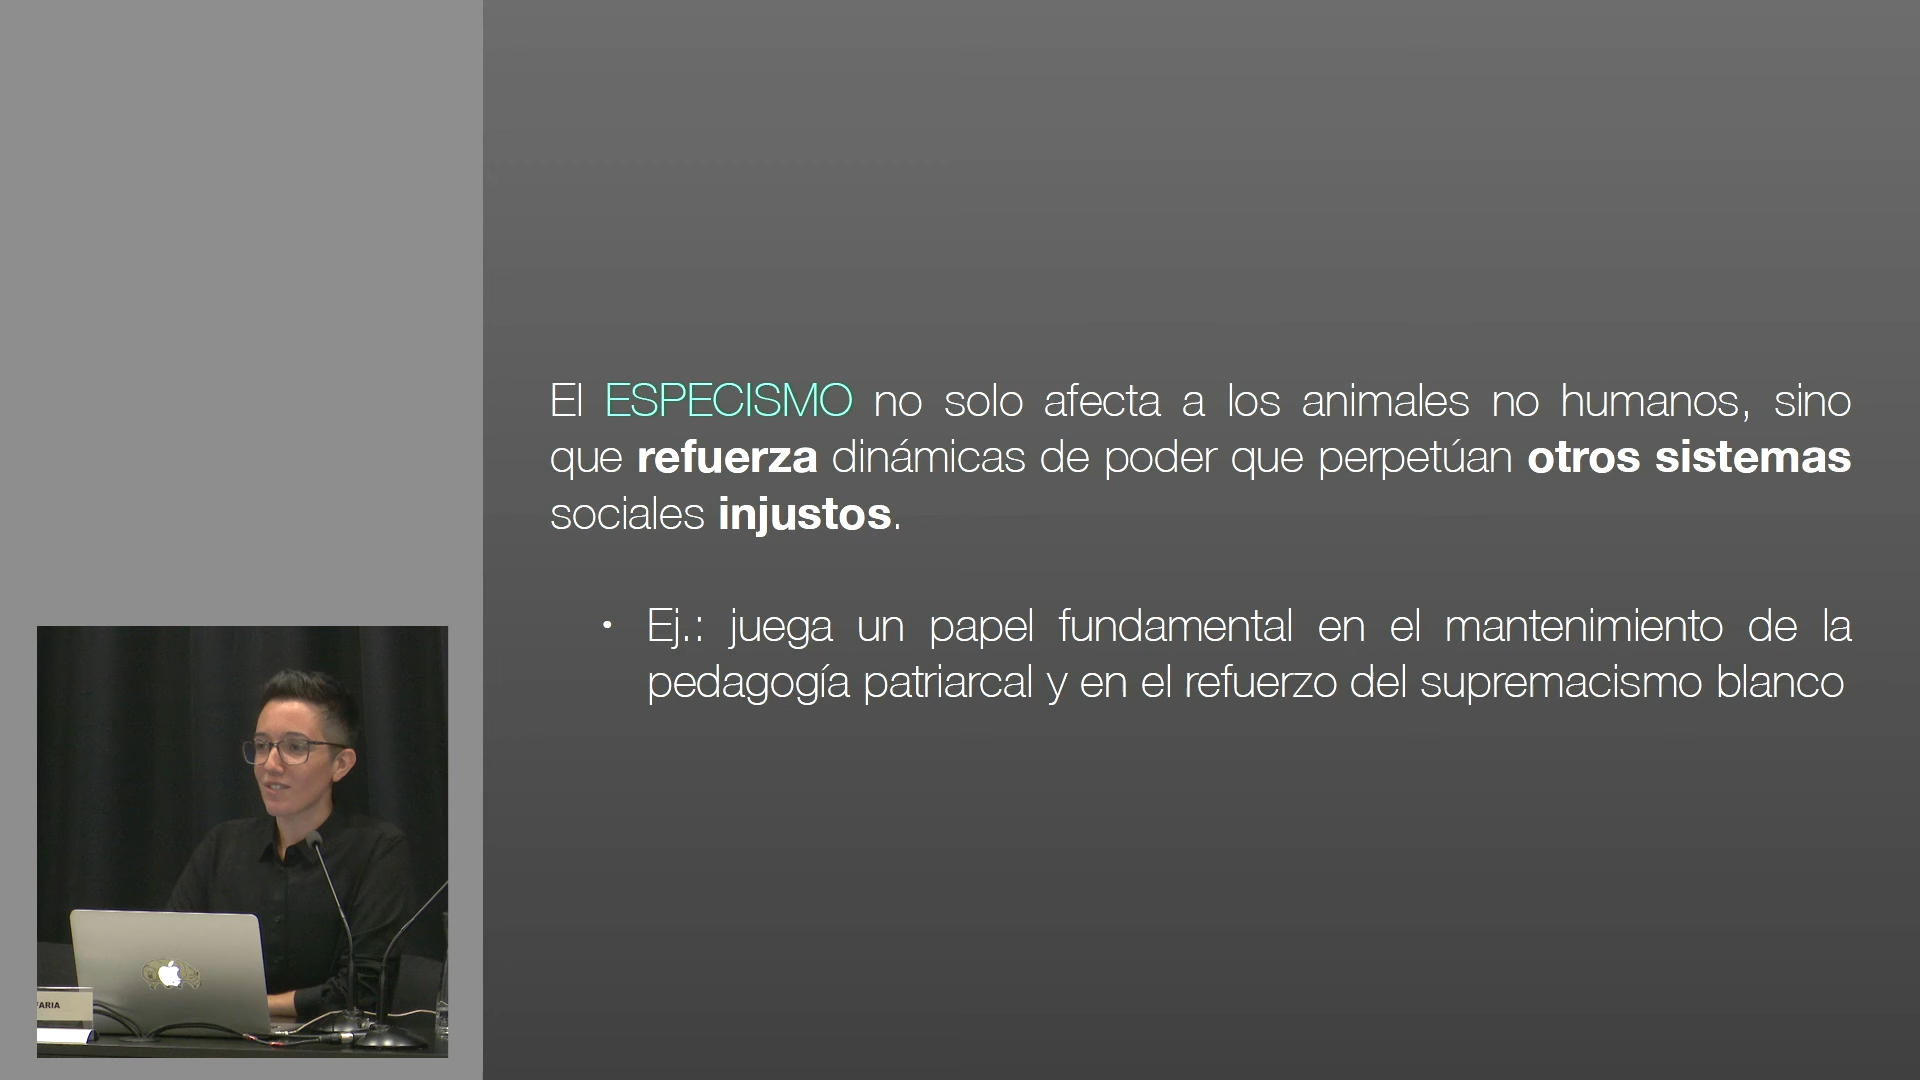 El ESPECISMO no solo afecta a los animales no humanos, sino
que refuerza dinámicas de poder que perpetúan otros sistemas
sociales injustos.
• Ej.: juega un papel fundamental en el mantenimiento de la
pedagogía patriarcal y en el refuerzo del supremacismo blanco
FARIA